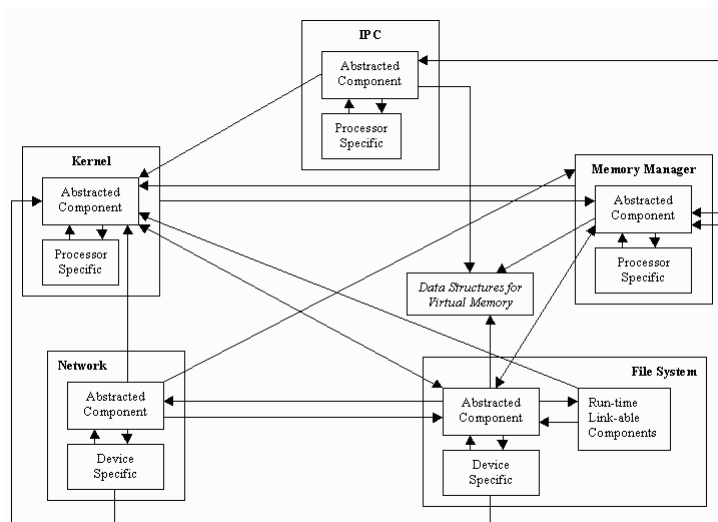 IPC
Abstracted
Component
Processor
Specific
Kernel
Abstracted
Component
Processor
Specific
Memory Manager
Abstracted
Component
Processor
Specific
Data Structures for
Virtual Memory
Network
Abstracted
Component
Device
Specific
File System
Abstracted
Component
Run-time
Link-able
Components
Device
Specific